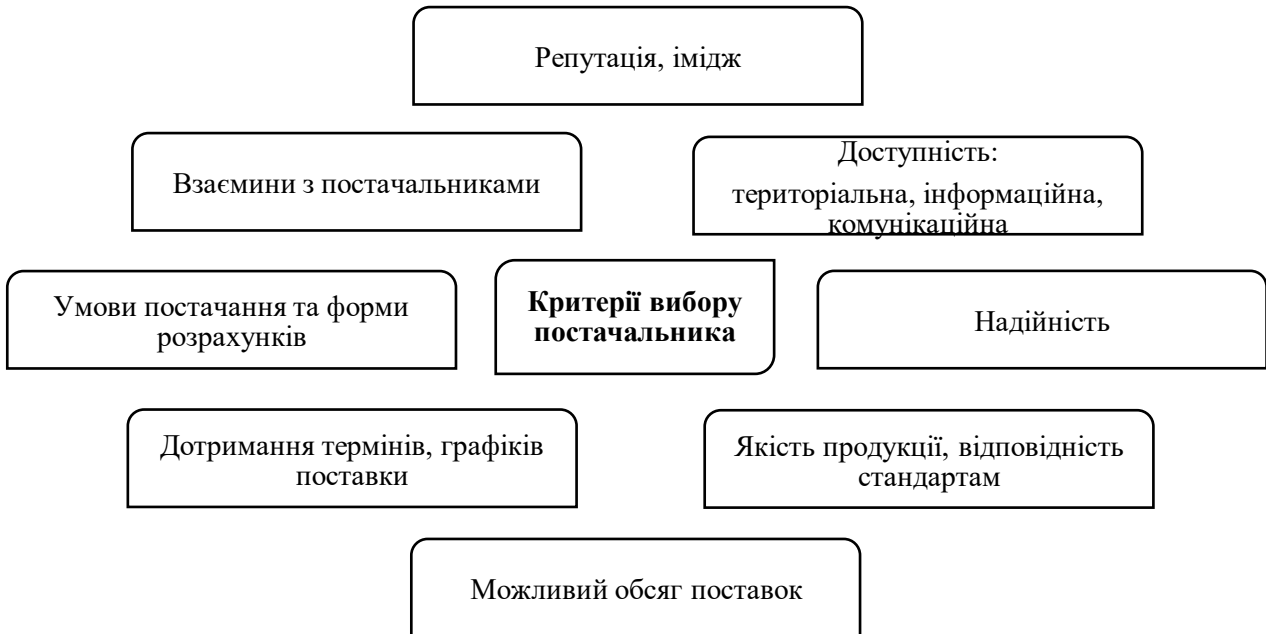 Репутація, імідж
Взаємини з постачальниками
Доступність:
територіальна, інформаційна,
комунікаційна
Умови постачання та форми
розрахунків
Критерії вибору
постачальника
Надійність
Дотримання термінів, графіків
поставки
Якість продукції, відповідність
стандартам
Можливий обсяг поставок